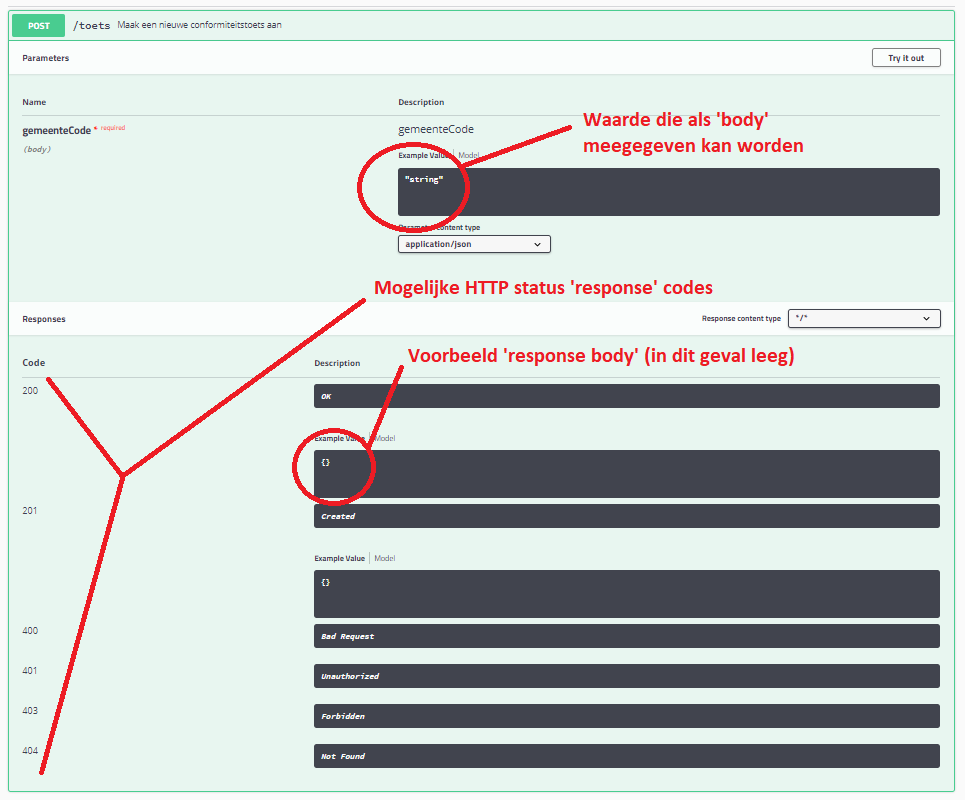 POST /toets Maak een nieuwe conformiteitstoets aan
Parameters Try it out
Name Description
gemeenteCode * required gemeenteCode
(body)
Waarde die als 'body'
meegegeven kan worden
Example Value Model
"string"
Parameter content type
application/json
Mogelijke HTTP status 'response' codes
Responses Response content type */*
Voorbeeld 'response body' (in dit geval leeg)
Code Description
200 OK
Example Value Model
{}
201 Created
Example Value Model
{}
400 Bad Request
401 Unauthorized
403 Forbidden
404 Not Found